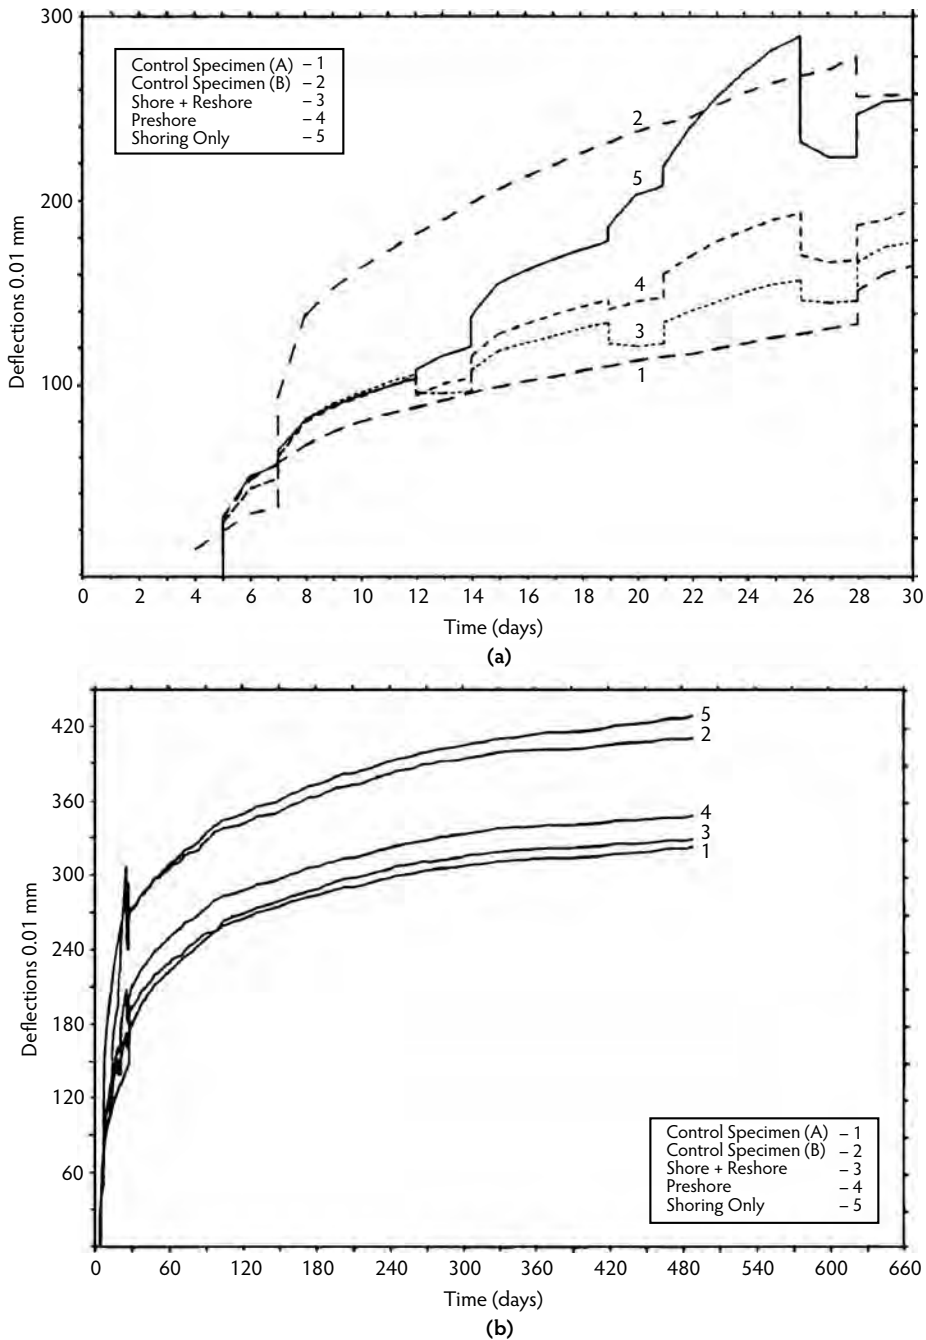 300
200
100
Deflections 0.01 mm
Control Specimen (A) – 1
Control Specimen (B) – 2
Shore + Reshore – 3
Preshore – 4
Shoring Only – 5
2
5
4
3
1
0 2 4 6 8 10 12 14 16 18 20 22 24 26 28 30
Time (days)
(a)
420
360
300
240
180
120
60
Deflections 0.01 mm
5
2
4
3
1
Control Specimen (A) – 1
Control Specimen (B) – 2
Shore + Reshore – 3
Preshore – 4
Shoring Only – 5
0 60 120 180 240 300 360 420 480 540 600 660
Time (days)
(b)